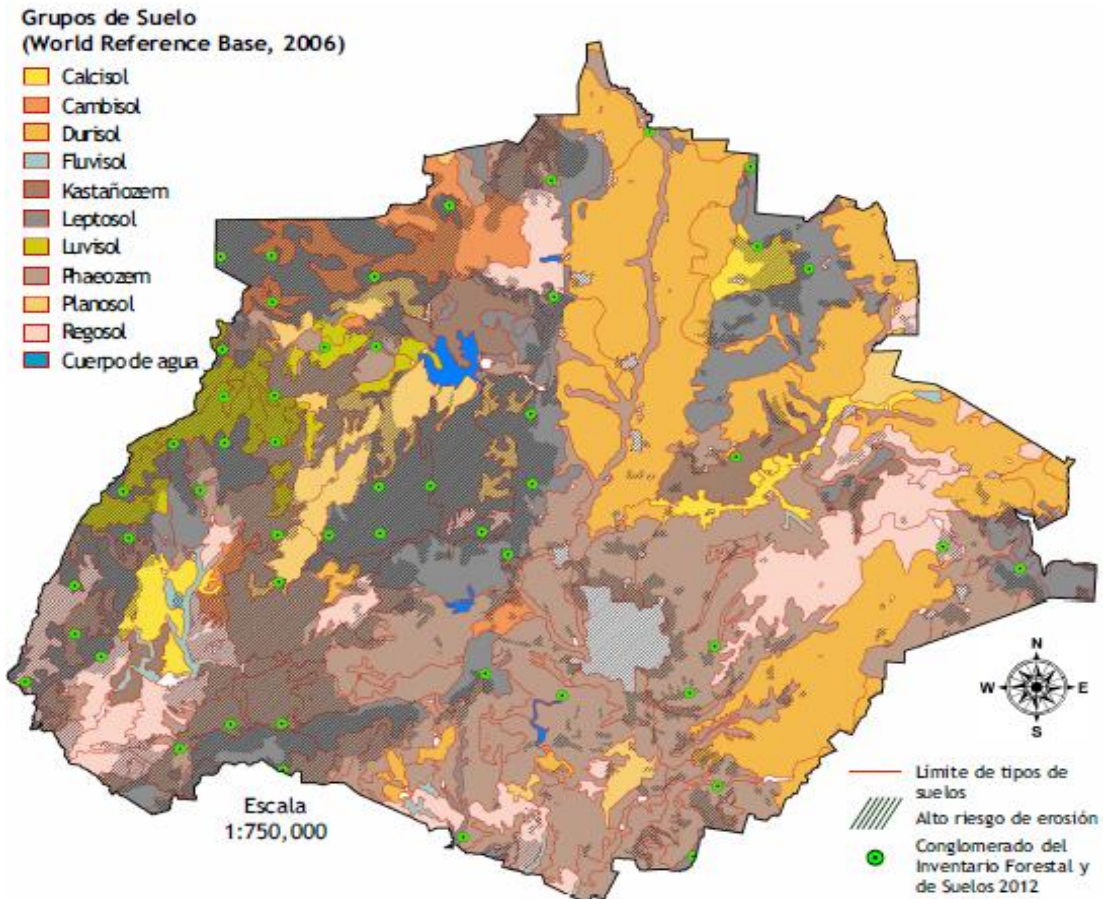 Grupos de Suelo
(World Reference Base, 2006)
Calcisol
Cambisol
Durisol
Fluvisol
Kastañozem
Leptosol
Luvisol
Phaeozem
Planosol
Regosol
Cuerpo de agua
N
W
E
S
Escala
1:750,000
Límite de tipos de
suelos
Alto riesgo de erosión
Conglomerado del
Inventario Forestal y
de Suelos 2012